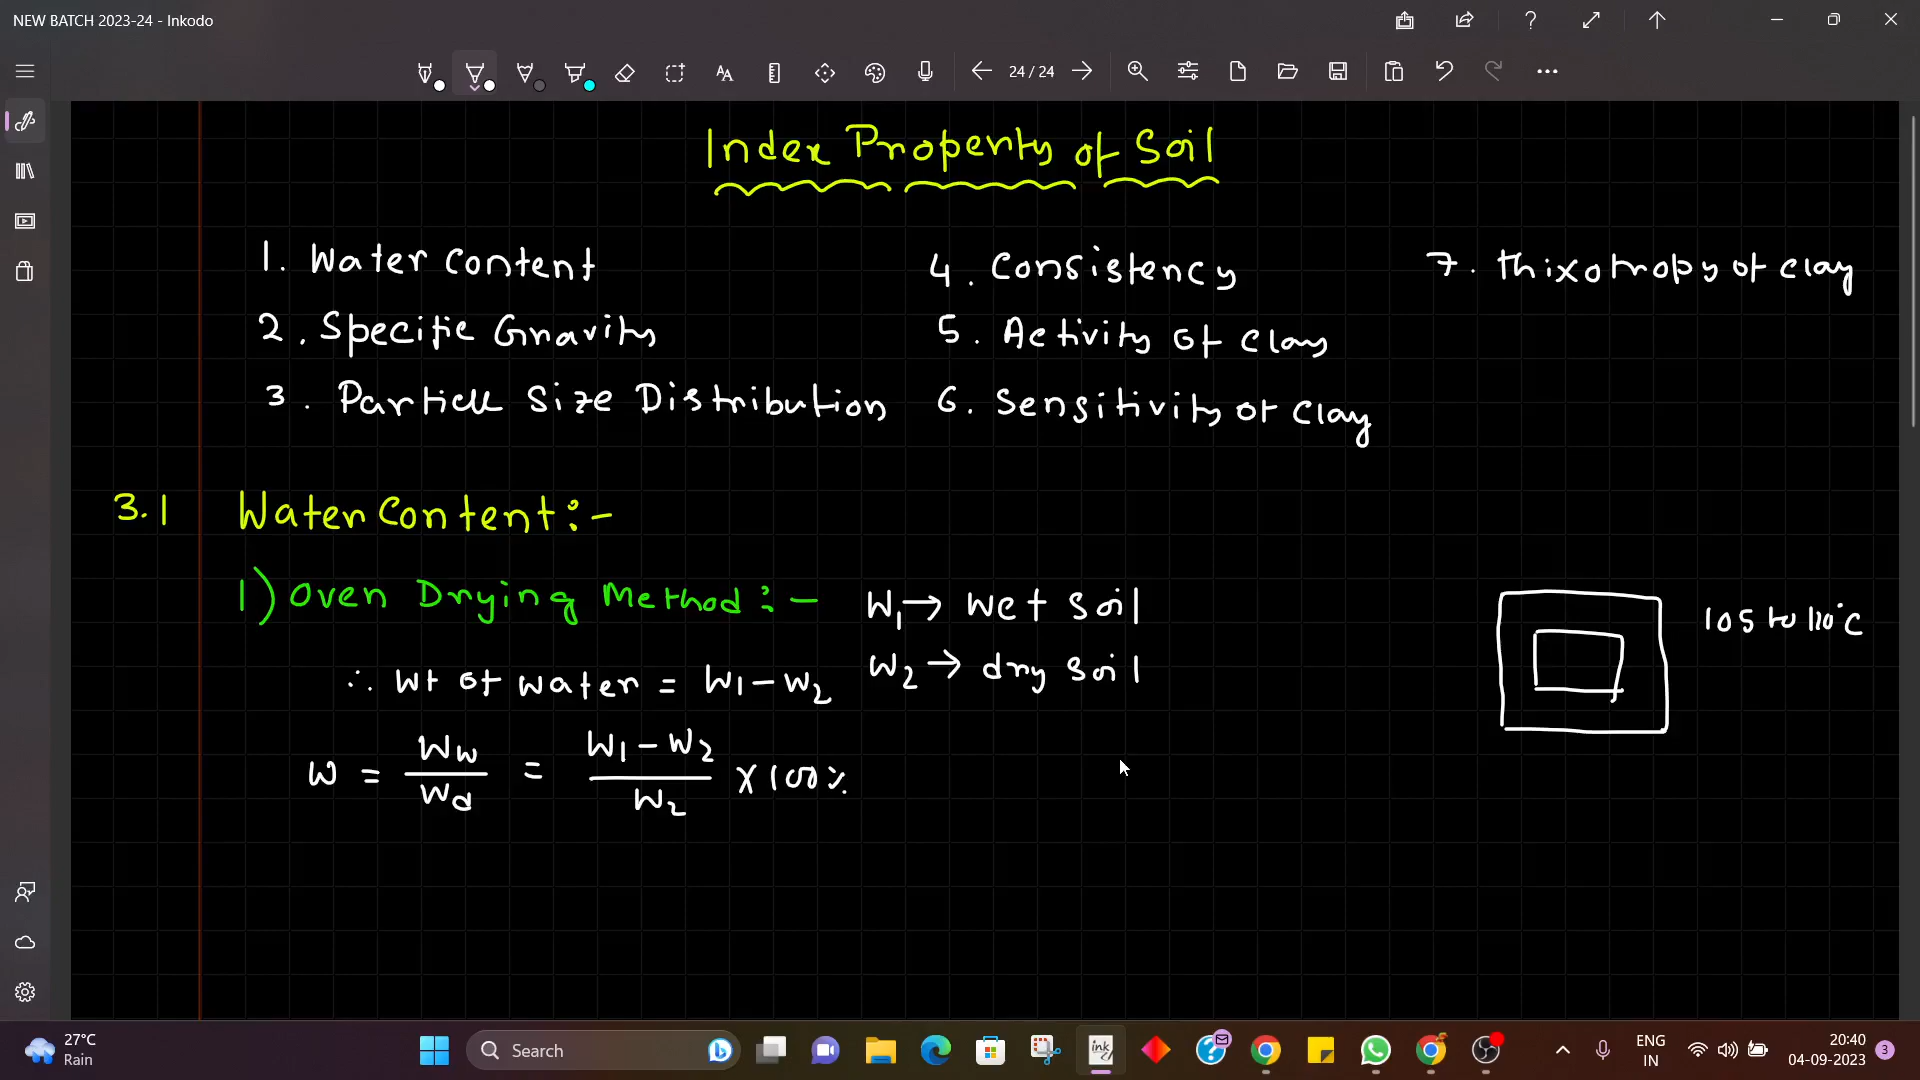 NEW BATCH 2023-24 - Inkodo
24 / 24
Index Property of Soil
1. Water Content
2. Specific Gravity
3. Particle Size Distribution
4. Consistency
5. Activity of Clay
6. Sensitivity of Clay
7. thixotropy of clay
3.1 Water Content :-
1) Oven Drying Method :-
W1 → Wet Soil
W2 → dry Soil
105 to 110°C
∴ Wt of water = W1 - W2
w = Ww / Wd = (W1 - W2) / W2 × 100%
27°C
Rain
Search
ink
ENG
IN
20:40
04-09-2023
3